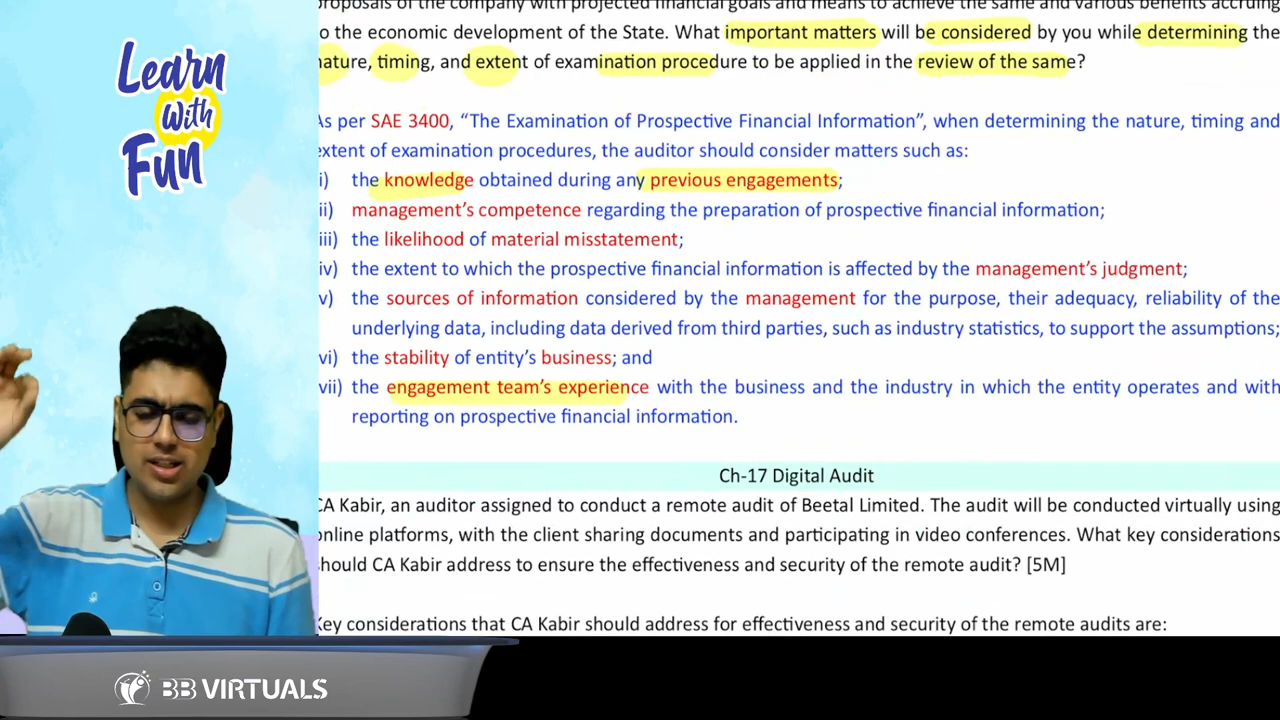 Learn
With
Fun
proposals of the company with projected financial goals and means to achieve the same and various benefits accruing
to the economic development of the State. What important matters will be considered by you while determining the
nature, timing, and extent of examination procedure to be applied in the review of the same?
As per SAE 3400, “The Examination of Prospective Financial Information”, when determining the nature, timing and
extent of examination procedures, the auditor should consider matters such as:
i) the knowledge obtained during any previous engagements;
ii) management’s competence regarding the preparation of prospective financial information;
iii) the likelihood of material misstatement;
iv) the extent to which the prospective financial information is affected by the management’s judgment;
v) the sources of information considered by the management for the purpose, their adequacy, reliability of the
underlying data, including data derived from third parties, such as industry statistics, to support the assumptions;
vi) the stability of entity’s business; and
vii) the engagement team’s experience with the business and the industry in which the entity operates and with
reporting on prospective financial information.
Ch-17 Digital Audit
CA Kabir, an auditor assigned to conduct a remote audit of Beetal Limited. The audit will be conducted virtually using
online platforms, with the client sharing documents and participating in video conferences. What key considerations
should CA Kabir address to ensure the effectiveness and security of the remote audit? [5M]
Key considerations that CA Kabir should address for effectiveness and security of the remote audits are:
BB VIRTUALS